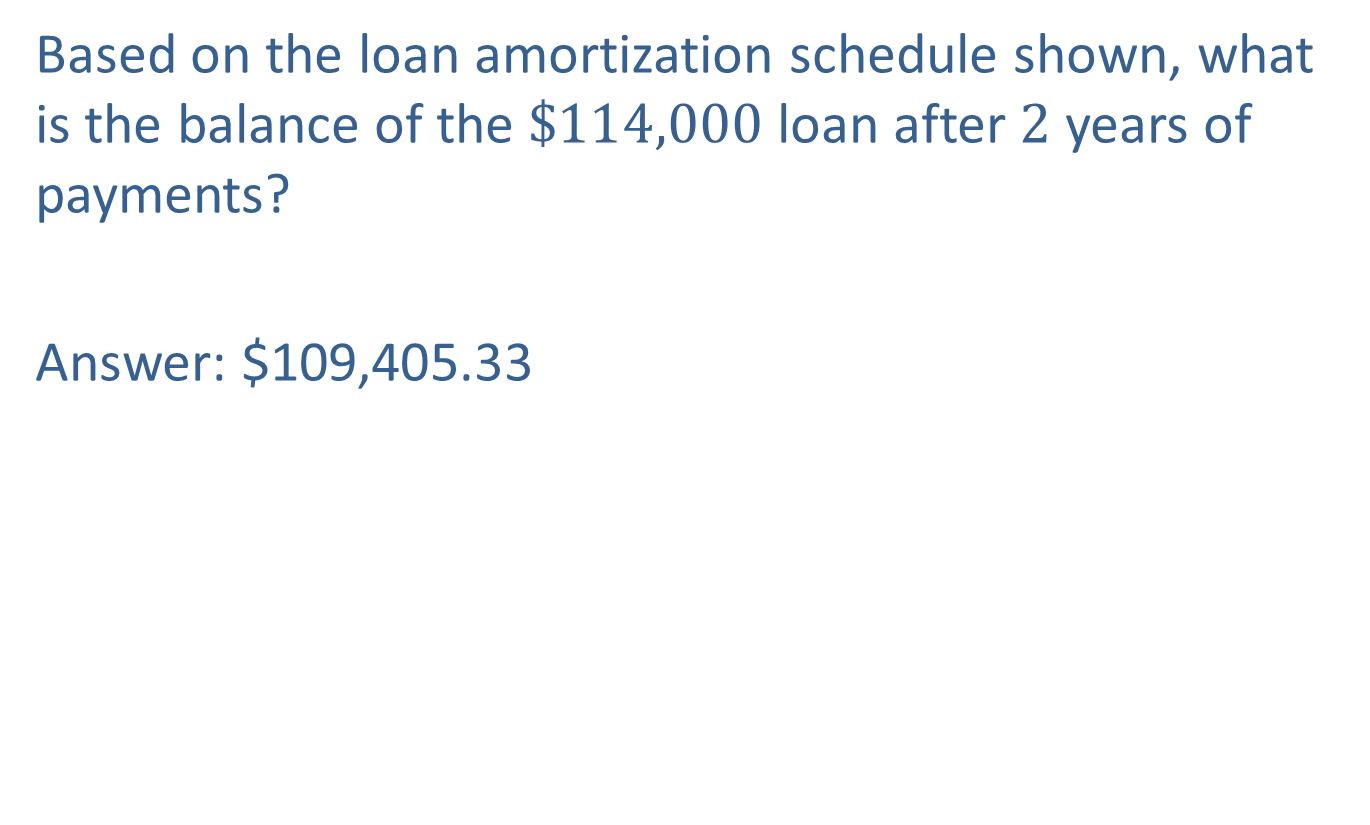 Based on the loan amortization schedule shown, what
is the balance of the $114,000 loan after 2 years of
payments?
Answer: $109,405.33